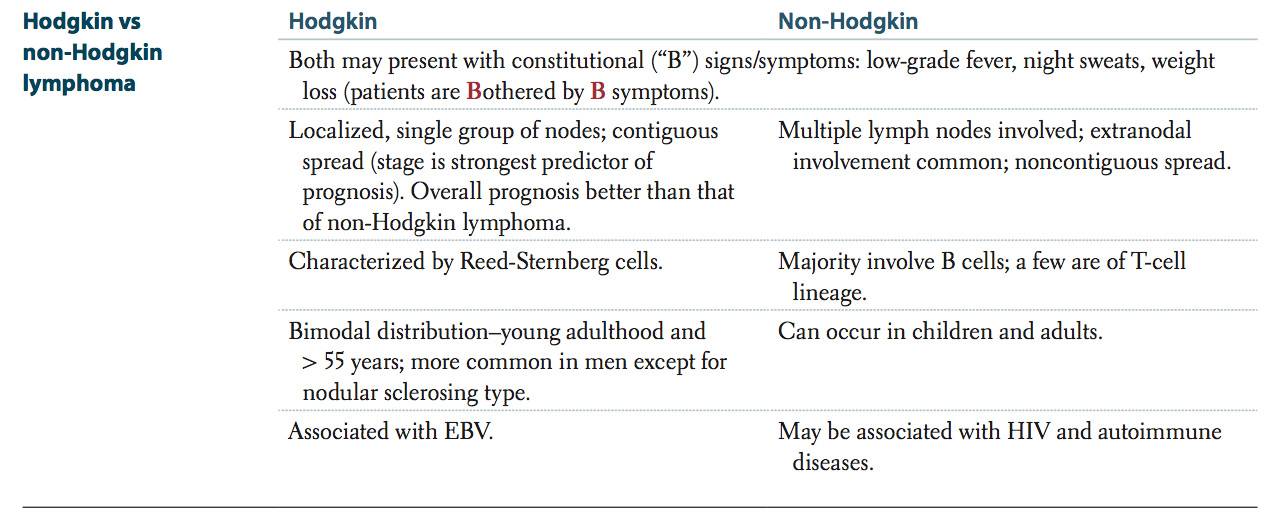 Hodgkin vs
non-Hodgkin
lymphoma
Hodgkin
Non-Hodgkin
Both may present with constitutional (“B”) signs/symptoms: low-grade fever, night sweats, weight
loss (patients are Bothered by B symptoms).
Localized, single group of nodes; contiguous
spread (stage is strongest predictor of
prognosis). Overall prognosis better than that
of non-Hodgkin lymphoma.
Multiple lymph nodes involved; extranodal
involvement common; noncontiguous spread.
Characterized by Reed-Sternberg cells.
Majority involve B cells; a few are of T-cell
lineage.
Bimodal distribution–young adulthood and
> 55 years; more common in men except for
nodular sclerosing type.
Can occur in children and adults.
Associated with EBV.
May be associated with HIV and autoimmune
diseases.